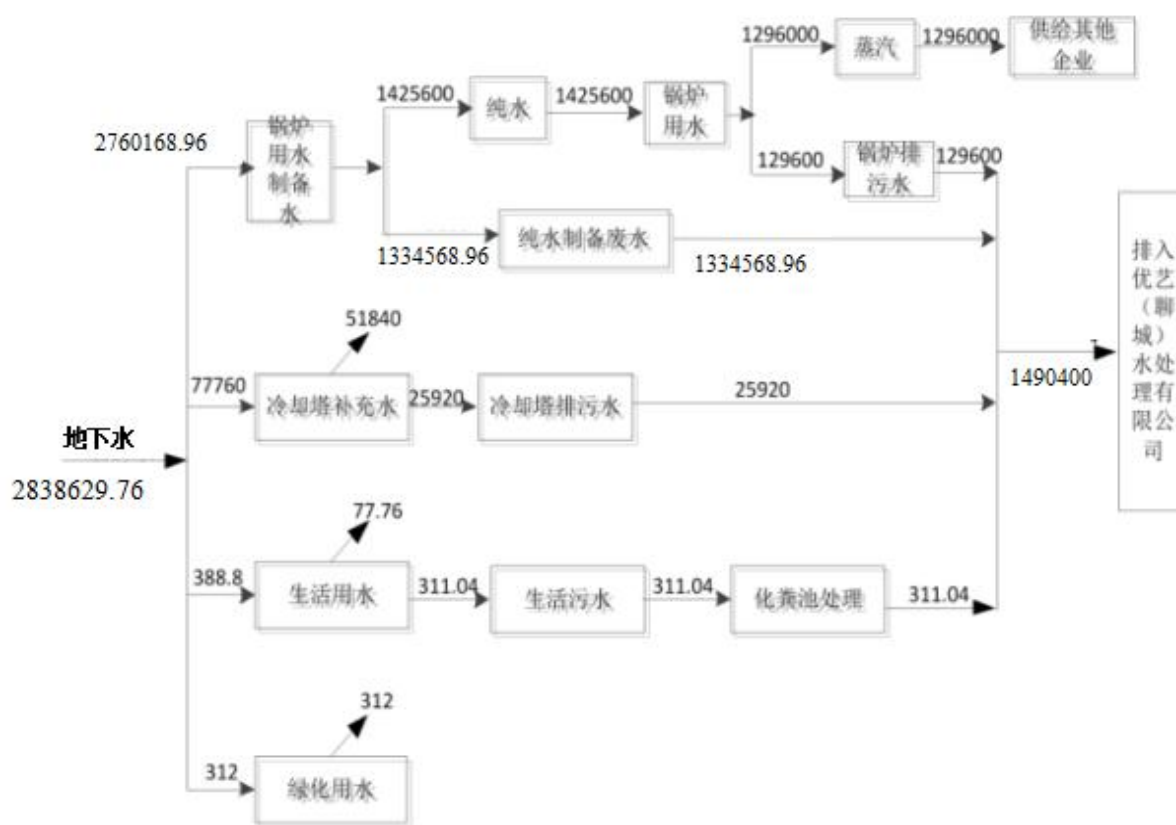 1296000
蒸汽
1296000
供给其他
企业
1425600
纯水
1425600
锅炉
用水
2760168.96
锅炉
用水
制备
水
129600
锅炉排
污水
129600
1334568.96
纯水制备废水
1334568.96
51840
77760
冷却塔补充水
25920
冷却塔排污水
25920
1490400
排入
优艺
（聊
城）
水处
理有
限公
司
地下水
2838629.76
77.76
388.8
生活用水
311.04
生活污水
311.04
化粪池处理
311.04
312
312
绿化用水